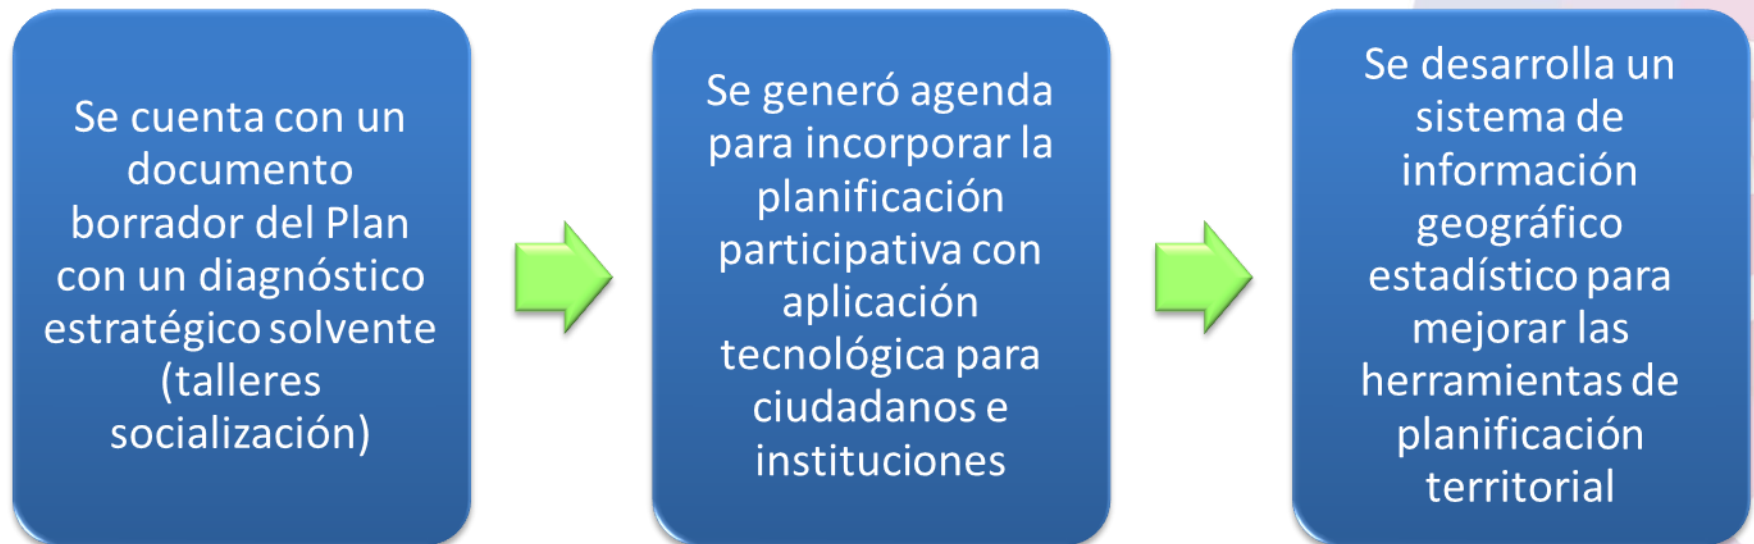 Se cuenta con un
documento
borrador del Plan
con un diagnóstico
estratégico solvente
(talleres
socialización)
Se generó agenda
para incorporar la
planificación
participativa con
aplicación
tecnológica para
ciudadanos e
instituciones
Se desarrolla un
sistema de
información
geográfico
estadístico para
mejorar las
herramientas de
planificación
territorial